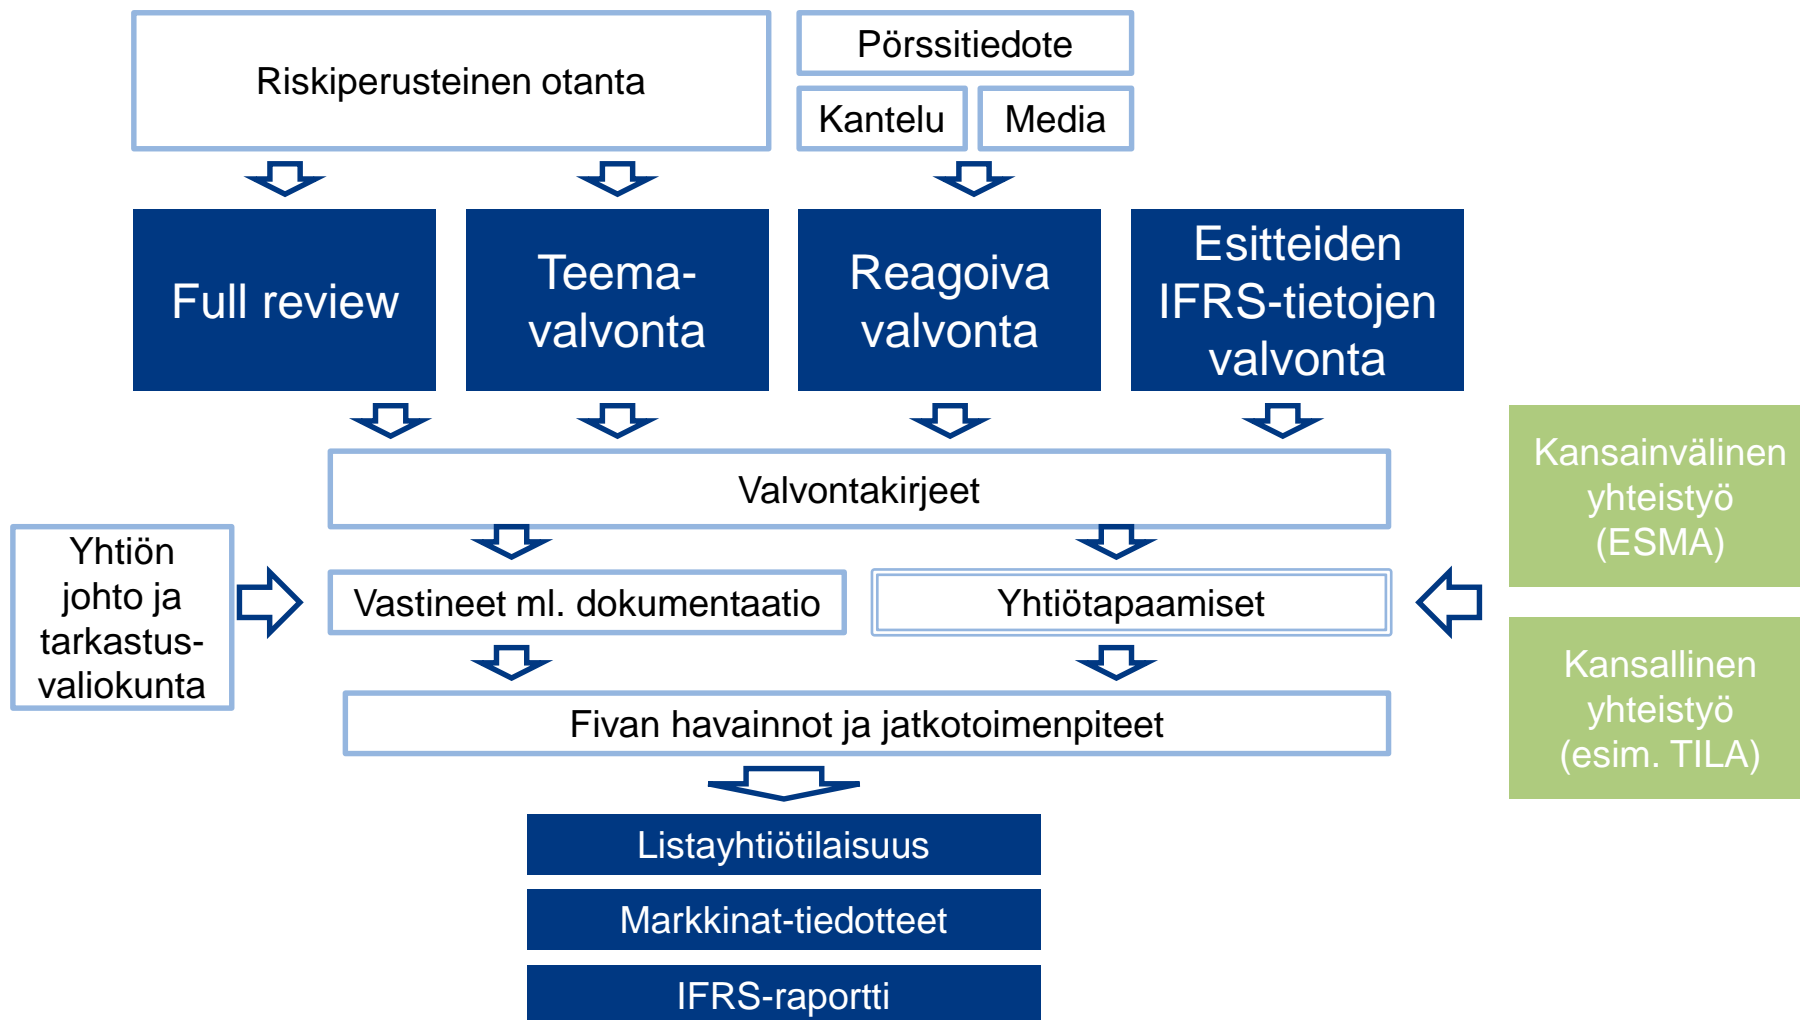 Riskiperusteinen otanta
Pörssitiedote
Kantelu
Media
Full review
Teema-
valvonta
Reagoiva
valvonta
Esitteiden
IFRS-tietojen
valvonta
Valvontakirjeet
Kansainvälinen
yhteistyö
(ESMA)
Yhtiön
johto ja
tarkastus-
valiokunta
Vastineet ml. dokumentaatio
Yhtiötapaamiset
Kansallinen
yhteistyö
(esim. TILA)
Fivan havainnot ja jatkotoimenpiteet
Listayhtiötilaisuus
Markkinat-tiedotteet
IFRS-raportti